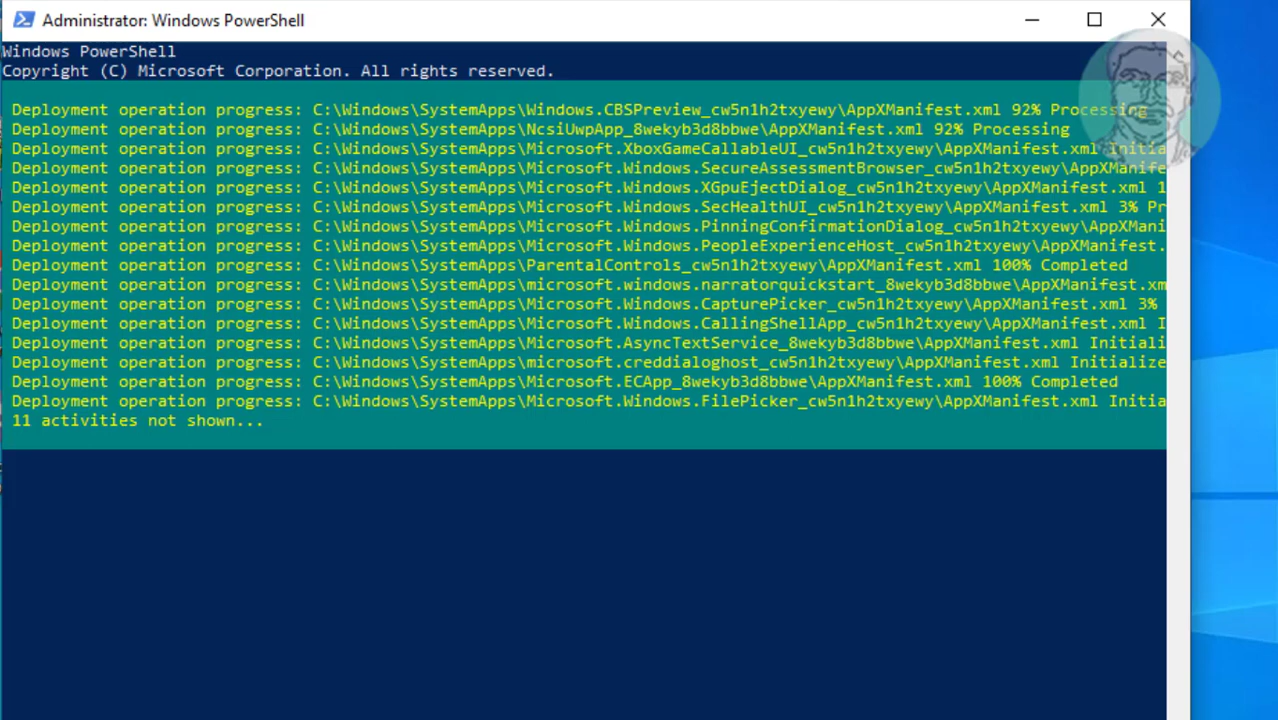 Administrator: Windows PowerShell
Windows PowerShell
Copyright (C) Microsoft Corporation. All rights reserved.
Deployment operation progress: C:\Windows\SystemApps\Windows.CBSPreview_cw5n1h2txyewy\AppXManifest.xml 92% Processing
Deployment operation progress: C:\Windows\SystemApps\NcsiUwpApp_8wekyb3d8bbwe\AppXManifest.xml 92% Processing
Deployment operation progress: C:\Windows\SystemApps\Microsoft.XboxGameCallableUI_cw5n1h2txyewy\AppXManifest.xml Initia
Deployment operation progress: C:\Windows\SystemApps\Microsoft.Windows.SecureAssessmentBrowser_cw5n1h2txyewy\AppXManife
Deployment operation progress: C:\Windows\SystemApps\Microsoft.Windows.XGpuEjectDialog_cw5n1h2txyewy\AppXManifest.xml 1
Deployment operation progress: C:\Windows\SystemApps\Microsoft.Windows.SecHealthUI_cw5n1h2txyewy\AppXManifest.xml 3% Pr
Deployment operation progress: C:\Windows\SystemApps\Microsoft.Windows.PinningConfirmationDialog_cw5n1h2txyewy\AppXMani
Deployment operation progress: C:\Windows\SystemApps\Microsoft.Windows.PeopleExperienceHost_cw5n1h2txyewy\AppXManifest.
Deployment operation progress: C:\Windows\SystemApps\ParentalControls_cw5n1h2txyewy\AppXManifest.xml 100% Completed
Deployment operation progress: C:\Windows\SystemApps\microsoft.windows.narratorquickstart_8wekyb3d8bbwe\AppXManifest.xm
Deployment operation progress: C:\Windows\SystemApps\Microsoft.Windows.CapturePicker_cw5n1h2txyewy\AppXManifest.xml 3%
Deployment operation progress: C:\Windows\SystemApps\Microsoft.Windows.CallingShellApp_cw5n1h2txyewy\AppXManifest.xml I
Deployment operation progress: C:\Windows\SystemApps\Microsoft.AsyncTextService_8wekyb3d8bbwe\AppXManifest.xml Initiali
Deployment operation progress: C:\Windows\SystemApps\microsoft.creddialoghost_cw5n1h2txyewy\AppXManifest.xml Initialize
Deployment operation progress: C:\Windows\SystemApps\Microsoft.ECApp_8wekyb3d8bbwe\AppXManifest.xml 100% Completed
Deployment operation progress: C:\Windows\SystemApps\Microsoft.Windows.FilePicker_cw5n1h2txyewy\AppXManifest.xml Initia
11 activities not shown...